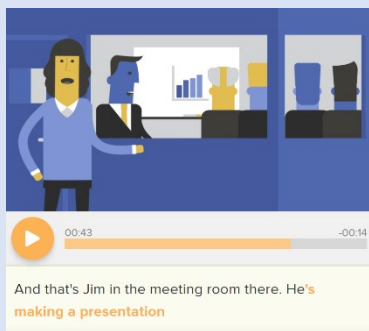 00:43
-00:14
And that's Jim in the meeting room there. He's
making a presentation